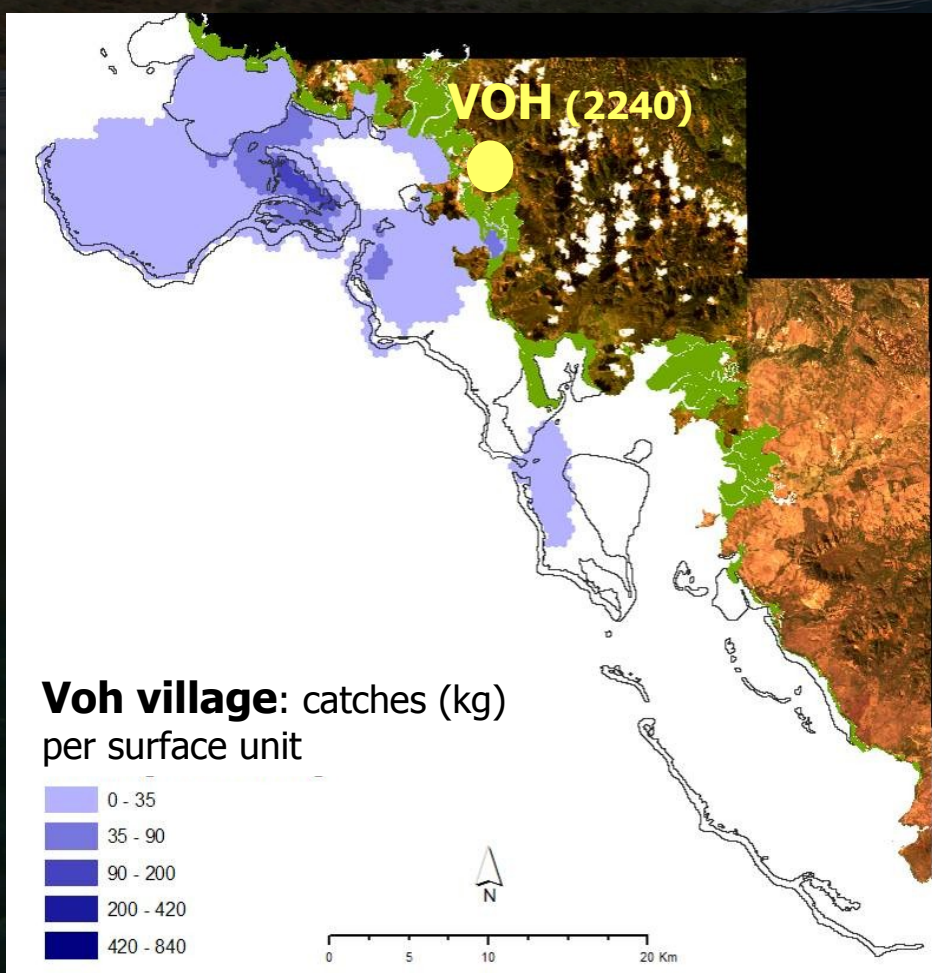 VOH (2240)
Voh village: catches (kg)
per surface unit
0 - 35
35 - 90
90 - 200
200 - 420
420 - 840
N
0 5 10 20 Km